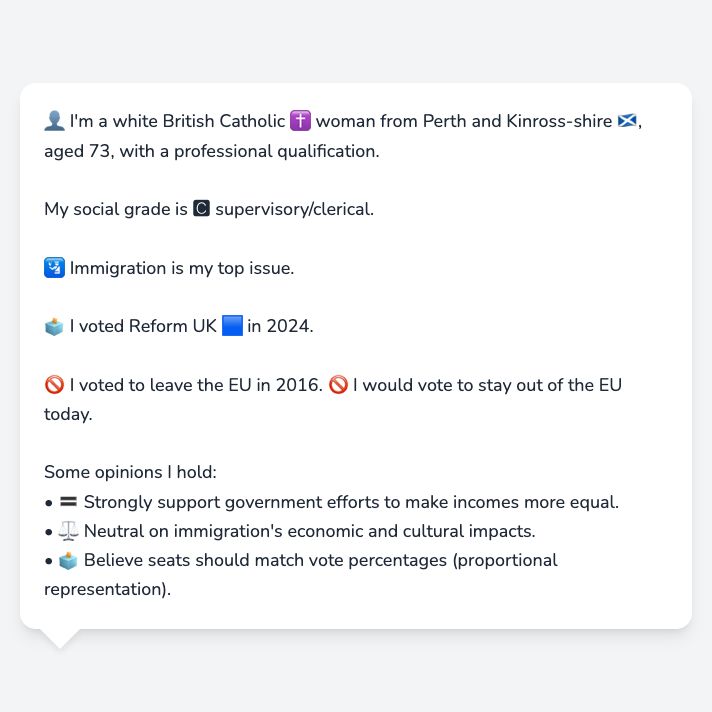 👤 I'm a white British Catholic ✝️ woman from Perth and Kinross-shire 🏴󠁧󠁢󠁳󠁣󠁴󠁿,
aged 73, with a professional qualification.
My social grade is 🅲 supervisory/clerical.
🛂 Immigration is my top issue.
🗳️ I voted Reform UK 🟦 in 2024.
🚫 I voted to leave the EU in 2016. 🚫 I would vote to stay out of the EU
today.
Some opinions I hold:
• 🟰 Strongly support government efforts to make incomes more equal.
• ⚖️ Neutral on immigration's economic and cultural impacts.
• 🗳️ Believe seats should match vote percentages (proportional
representation).